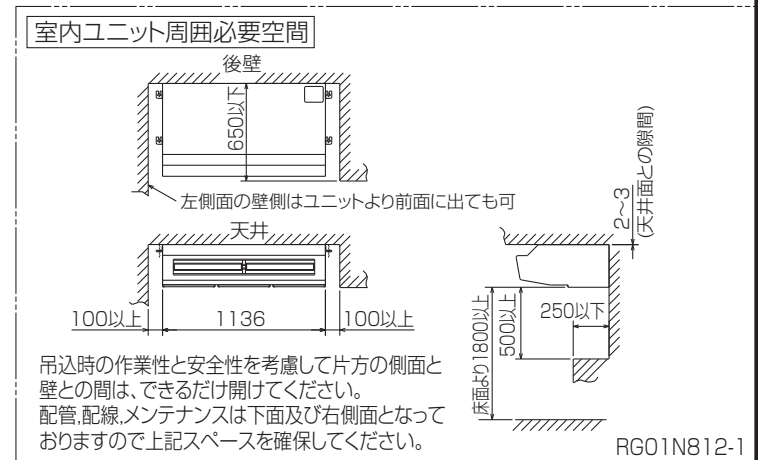 室内ユニット周囲必要空間
後壁
650以下
左側面の壁側はユニットより前面に出ても可
2~3
(天井面との隙間)
天井
100以上
1136
100以上
床面より1800以上
500以上
250以下
吊込時の作業性と安全性を考慮して片方の側面と
壁との間は、できるだけ開けてください。
配管,配線,メンテナンスは下面及び右側面となって
おりますので上記スペースを確保してください。
RG01N812-1